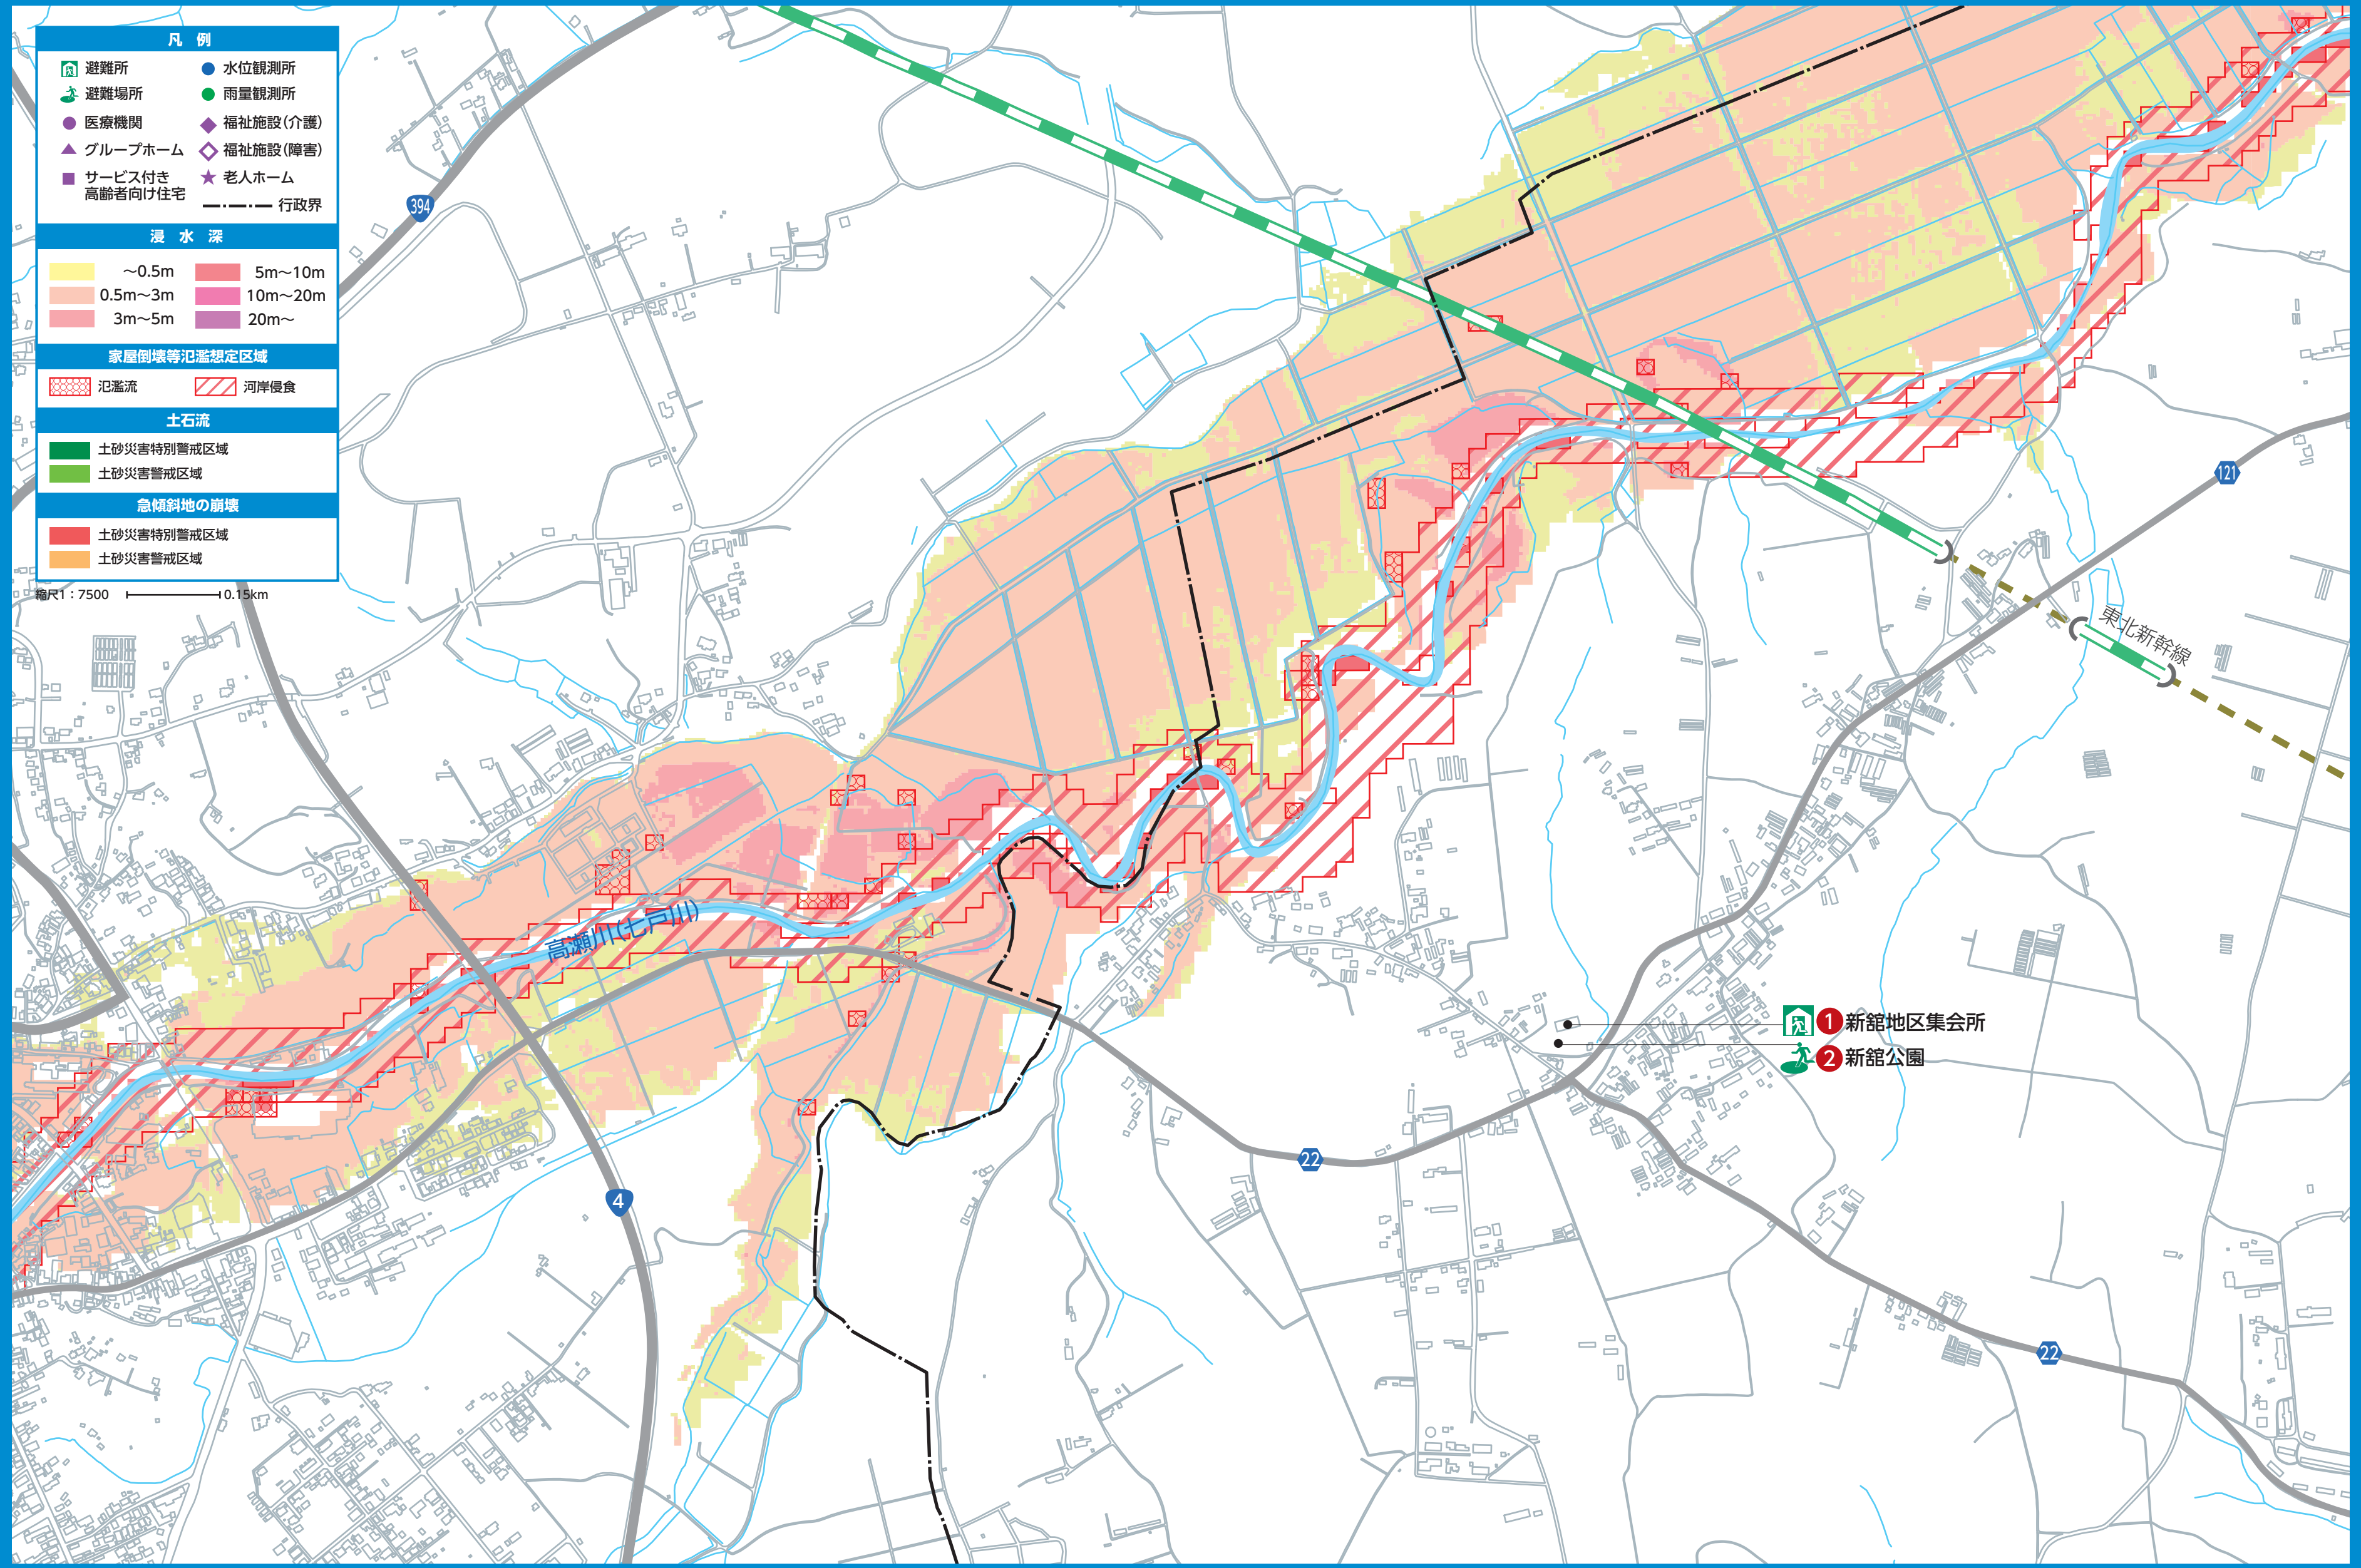 凡 例
避難所
水位観測所
避難場所
雨量観測所
医療機関
福祉施設(介護)
グループホーム
福祉施設(障害)
サービス付き
高齢者向け住宅
老人ホーム
行政界
浸 水 深
～0.5m
5m～10m
0.5m～3m
10m～20m
3m～5m
20m～
家屋倒壊等氾濫想定区域
氾濫流
河岸侵食
土石流
土砂災害特別警戒区域
土砂災害警戒区域
急傾斜地の崩壊
土砂災害特別警戒区域
土砂災害警戒区域
縮尺1：7500
0.15km
394
121
東北新幹線
高瀬川(七戸川)
1 新舘地区集会所
2 新舘公園
22
4
22